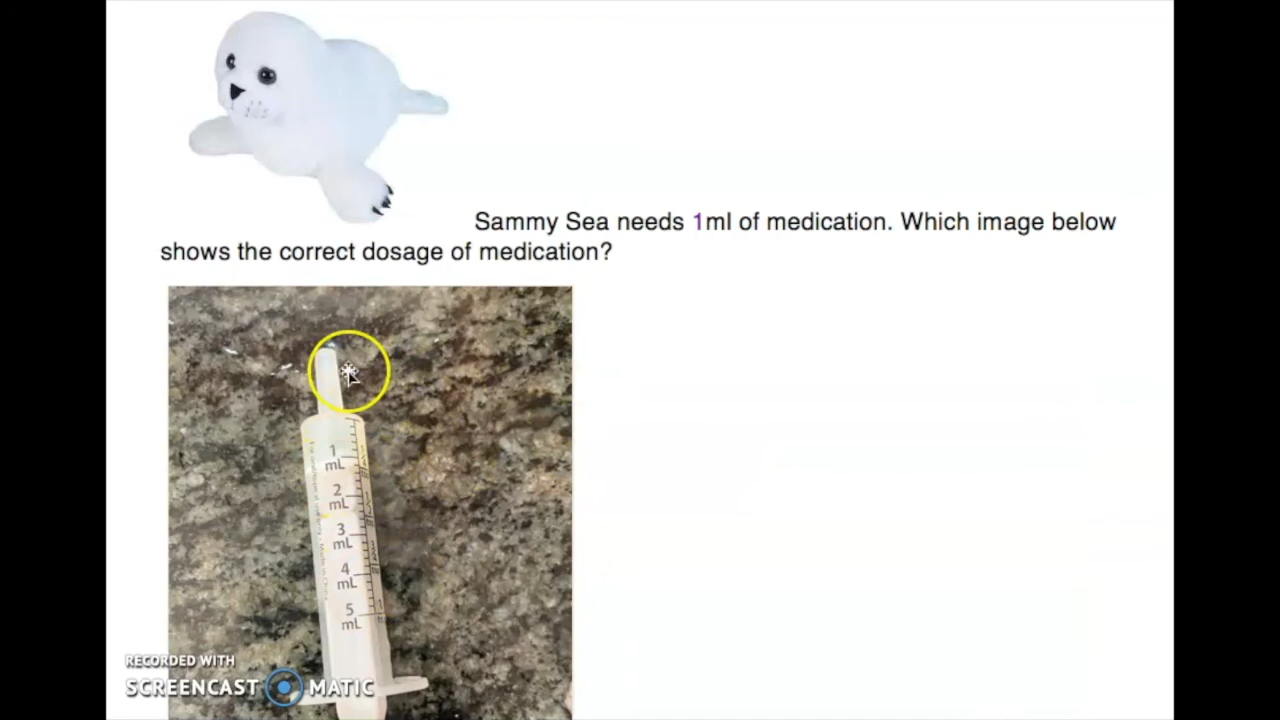 Sammy Sea needs 1ml of medication. Which image below
shows the correct dosage of medication?
1
mL
2
mL
3
mL
4
mL
5
mL
RECORDED WITH
SCREENCAST MATIC